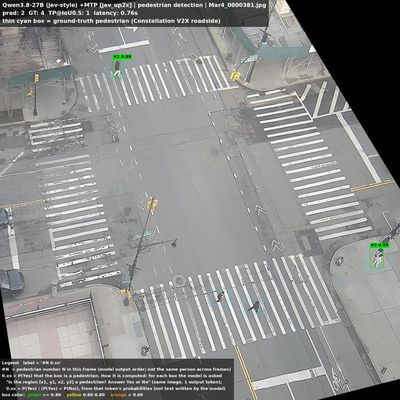 Qwen3.8-27B (jev-style) +MTP [jev_up2x] | pedestrian detection | Mar4_0000381.jpg
pred: 2 GT: 4 TP@IoU0.5: 1 latency: 0.76s
thin cyan box = ground-truth pedestrian (Constellation V2X roadside)
#1 0.99
#2 0.99
Legend label = '#N 0.xx'
#N = pedestrian number N in this frame (model output order; not the same person across frames)
0.xx = P(Yes) that the box is a pedestrian. How it is computed: for each box the model is asked
"Is the region [x1, y1, x2, y2] a pedestrian? Answer Yes or No" (same image, 1 output token);
0.xx = P(Yes) / (P(Yes) + P(No)), from that token's probabilities (not text written by the model)
box color: green >= 0.80 yellow 0.60-0.80 orange < 0.60